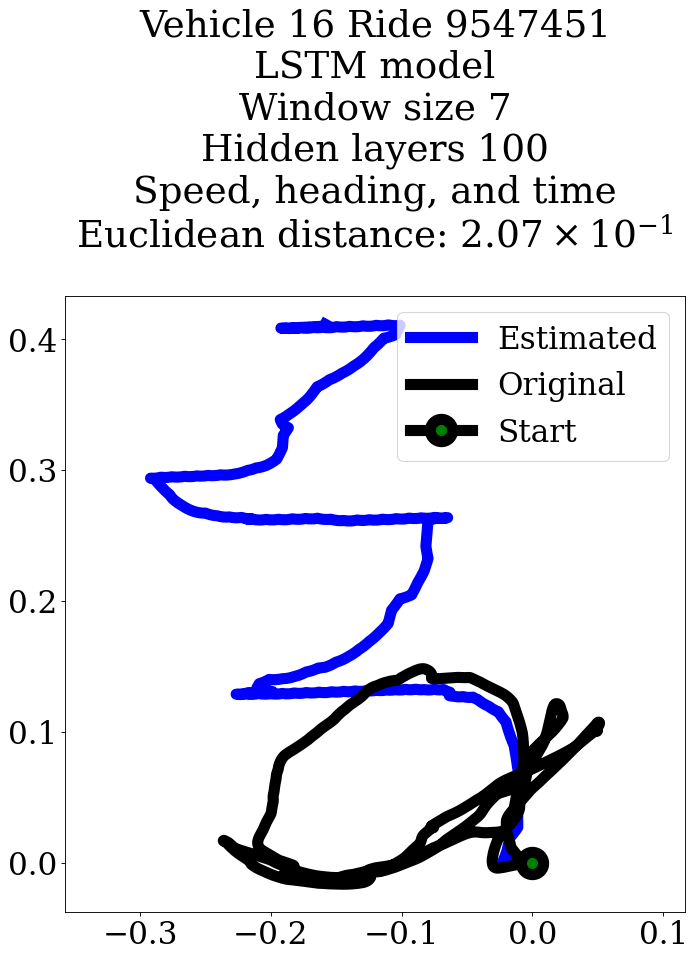 Vehicle 16 Ride 9547451
LSTM model
Window size 7
Hidden layers 100
Speed, heading, and time
Euclidean distance: 2.07 × 10⁻¹
Estimated
Original
Start
0.4
0.3
0.2
0.1
0.0
−0.3 −0.2 −0.1 0.0 0.1